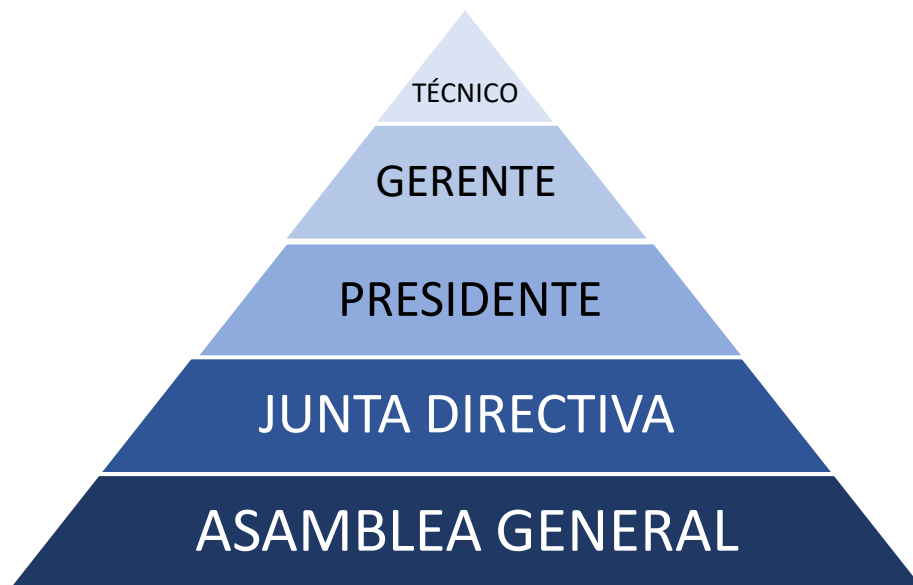 TÉCNICO
GERENTE
PRESIDENTE
JUNTA DIRECTIVA
ASAMBLEA GENERAL